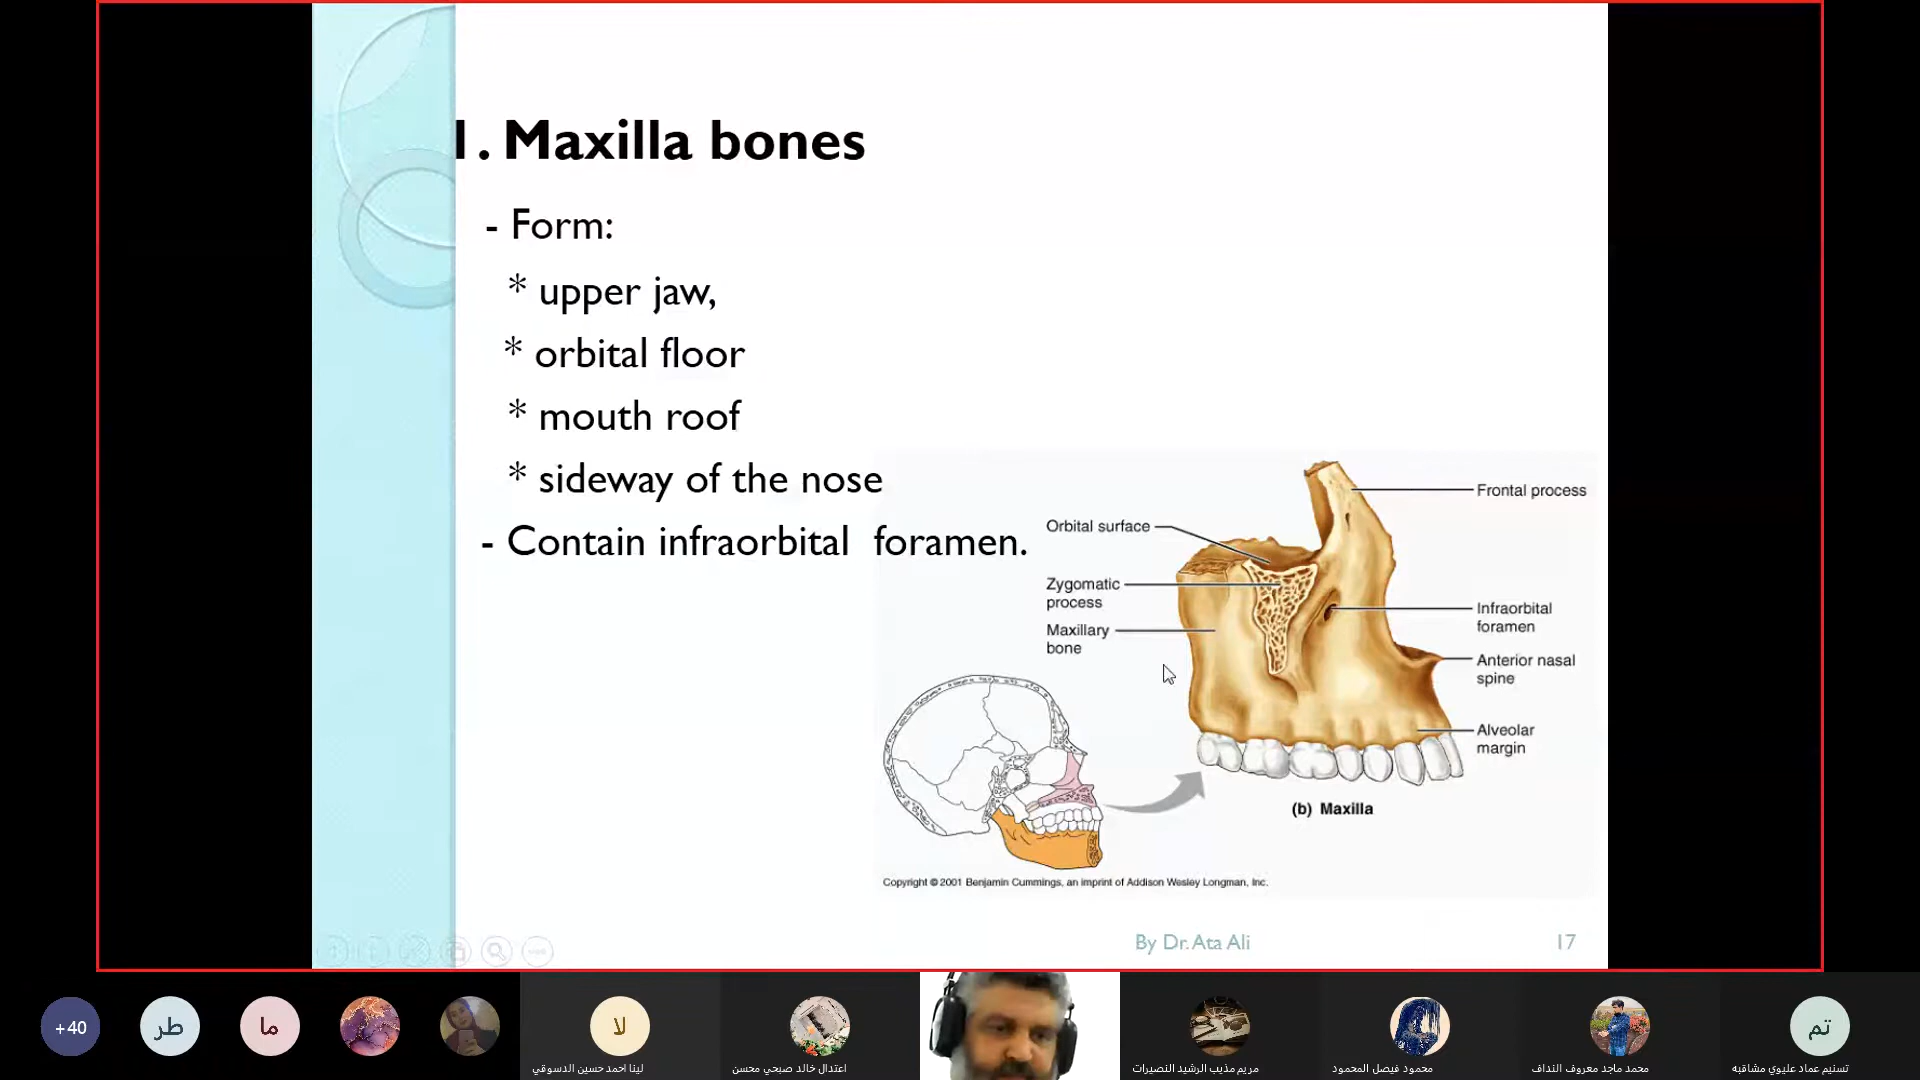 1. Maxilla bones
- Form:
* upper jaw,
* orbital floor
* mouth roof
* sideway of the nose
- Contain infraorbital foramen.
Frontal process
Orbital surface
Zygomatic
process
Maxillary
bone
Infraorbital
foramen
Anterior nasal
spine
Alveolar
margin
(b) Maxilla
Copyright © 2001 Benjamin Cummings, an imprint of Addison Wesley Longman, Inc.
By Dr. Ata Ali
17
+40
طر
ما
لا
تم
لينا احمد حسين الدسوقي
اعتدال خالد صبحي محسن
مريم مذيب الرشيد النصيرات
محمود فيصل المحمود
محمد ماجد معروف النداف
تسنيم عماد عليوي مشاقبه